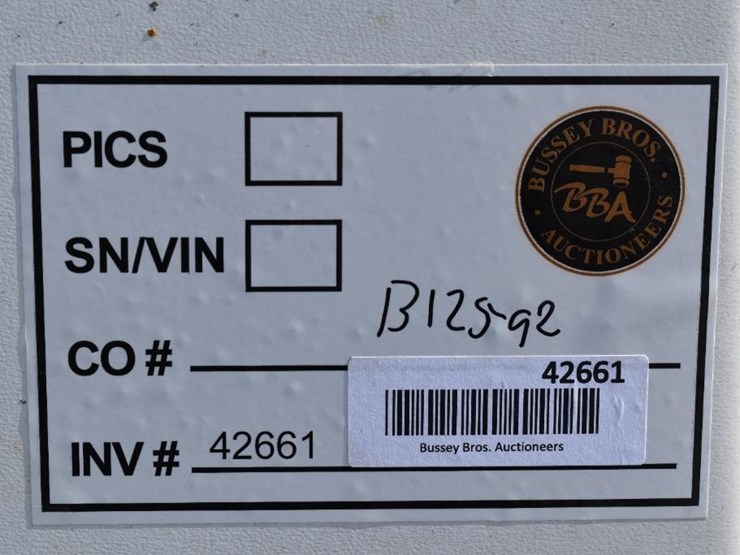 PICS
BUSSEY BROS.
BBA
AUCTIONEERS
SN/VIN
B125-92
CO #
42661
Bussey Bros. Auctioneers
INV # 42661